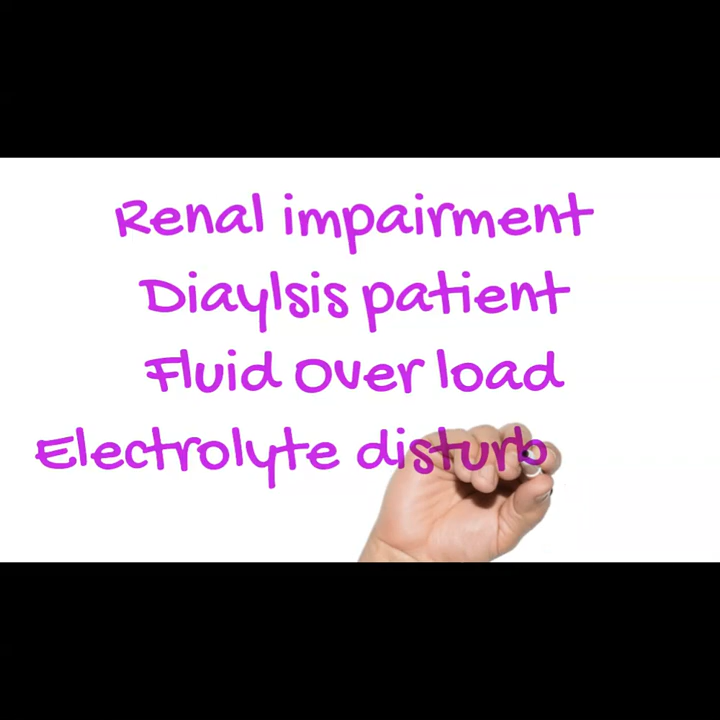 Renal impairment
Diaylsis patient
Fluid Over load
Electrolyte disturb